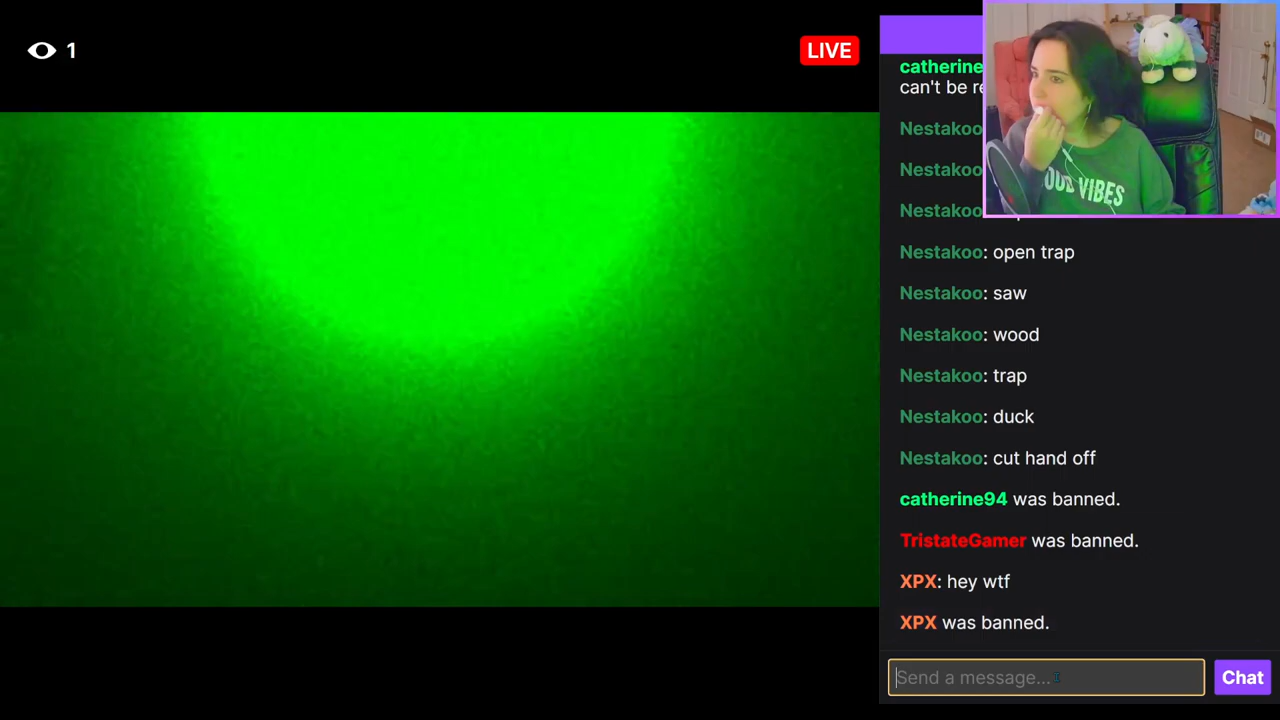 1
LIVE
catherine
can't be re
Nestakoo
Nestakoo
Nestakoo
Nestakoo: open trap
Nestakoo: saw
Nestakoo: wood
Nestakoo: trap
Nestakoo: duck
Nestakoo: cut hand off
catherine94 was banned.
TristateGamer was banned.
XPX: hey wtf
XPX was banned.
Send a message...
Chat
VIBES